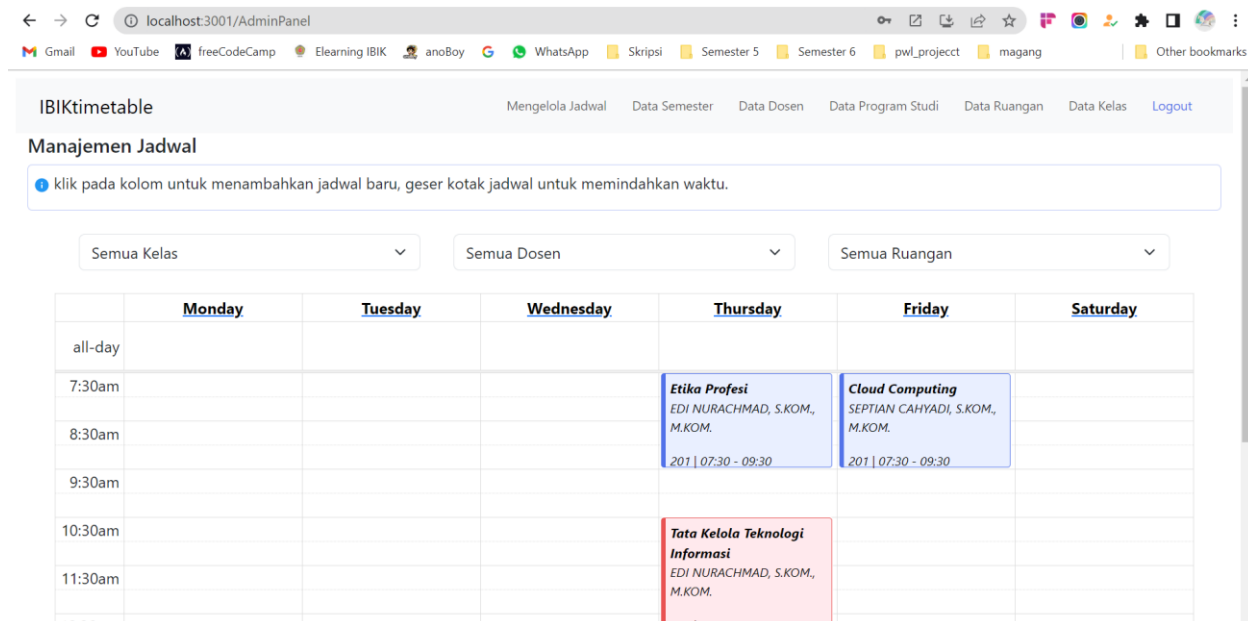 localhost:3001/AdminPanel
Gmail YouTube freeCodeCamp Elearning IBIK anoBoy WhatsApp Skripsi Semester 5 Semester 6 pwl_projecct magang Other bookmarks
IBIKtimetable Mengelola Jadwal Data Semester Data Dosen Data Program Studi Data Ruangan Data Kelas Logout
Manajemen Jadwal
klik pada kolom untuk menambahkan jadwal baru, geser kotak jadwal untuk memindahkan waktu.
Semua Kelas Semua Dosen Semua Ruangan
Monday Tuesday Wednesday Thursday Friday Saturday
all-day
7:30am
8:30am
9:30am
10:30am
11:30am
Etika Profesi
EDI NURACHMAD, S.KOM.,
M.KOM.
201 | 07:30 - 09:30
Cloud Computing
SEPTIAN CAHYADI, S.KOM.,
M.KOM.
201 | 07:30 - 09:30
Tata Kelola Teknologi
Informasi
EDI NURACHMAD, S.KOM.,
M.KOM.